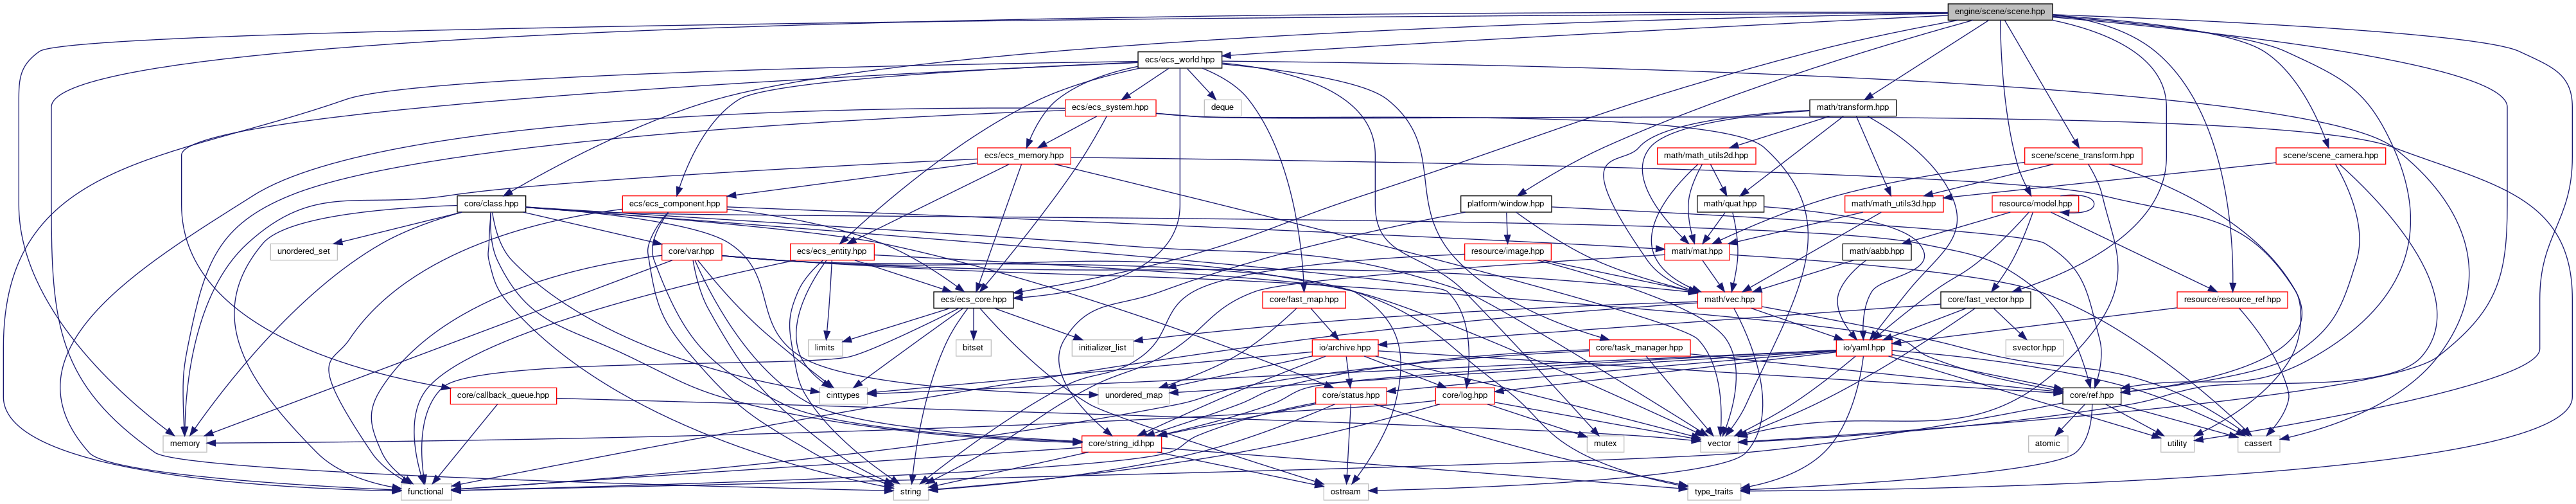 engine/scene/scene.hpp
ecs/ecs_world.hpp
ecs/ecs_system.hpp
deque
math/transform.hpp
ecs/ecs_memory.hpp
math/math_utils2d.hpp
scene/scene_transform.hpp
scene/scene_camera.hpp
core/class.hpp
ecs/ecs_component.hpp
platform/window.hpp
math/quat.hpp
math/math_utils3d.hpp
resource/model.hpp
unordered_set
core/var.hpp
ecs/ecs_entity.hpp
resource/image.hpp
math/mat.hpp
math/aabb.hpp
ecs/ecs_core.hpp
core/fast_map.hpp
math/vec.hpp
core/fast_vector.hpp
resource/resource_ref.hpp
limits
bitset
initializer_list
io/archive.hpp
core/task_manager.hpp
io/yaml.hpp
svector.hpp
core/callback_queue.hpp
cinttypes
unordered_map
core/status.hpp
core/log.hpp
core/ref.hpp
memory
core/string_id.hpp
mutex
vector
atomic
utility
cassert
functional
string
ostream
type_traits